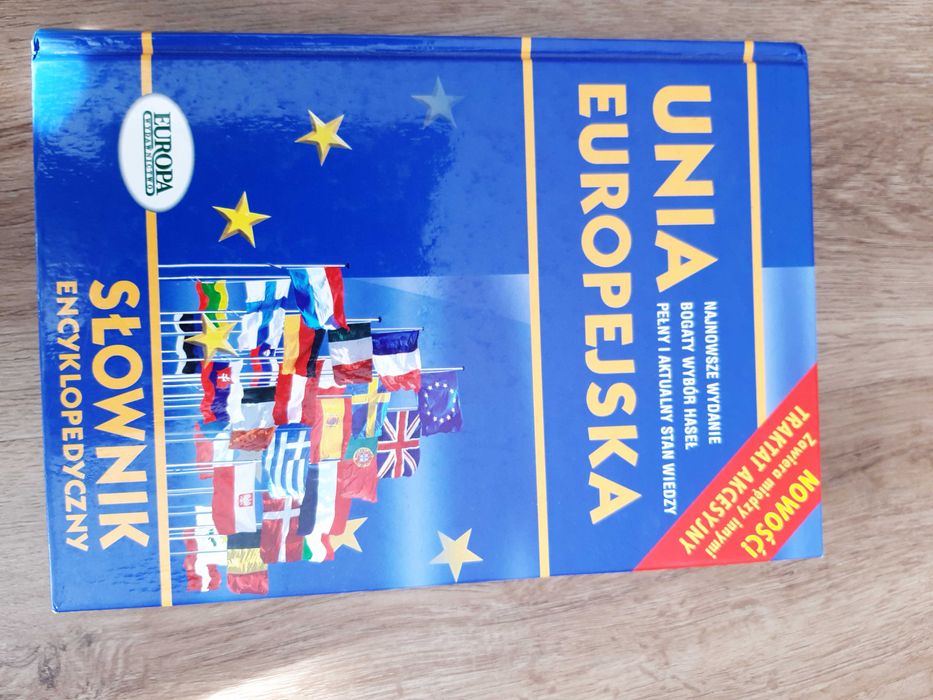 UNIA
EUROPEJSKA
NAJNOWSZE WYDANIE
BOGATY WYBÓR HASEŁ
PEŁNY I AKTUALNY STAN WIEDZY
NOWOŚĆ!
Zawiera między innymi
TRAKTAT AKCESYJNY
SŁOWNIK
ENCYKLOPEDYCZNY
EUROPA
WYDAWNICTWO